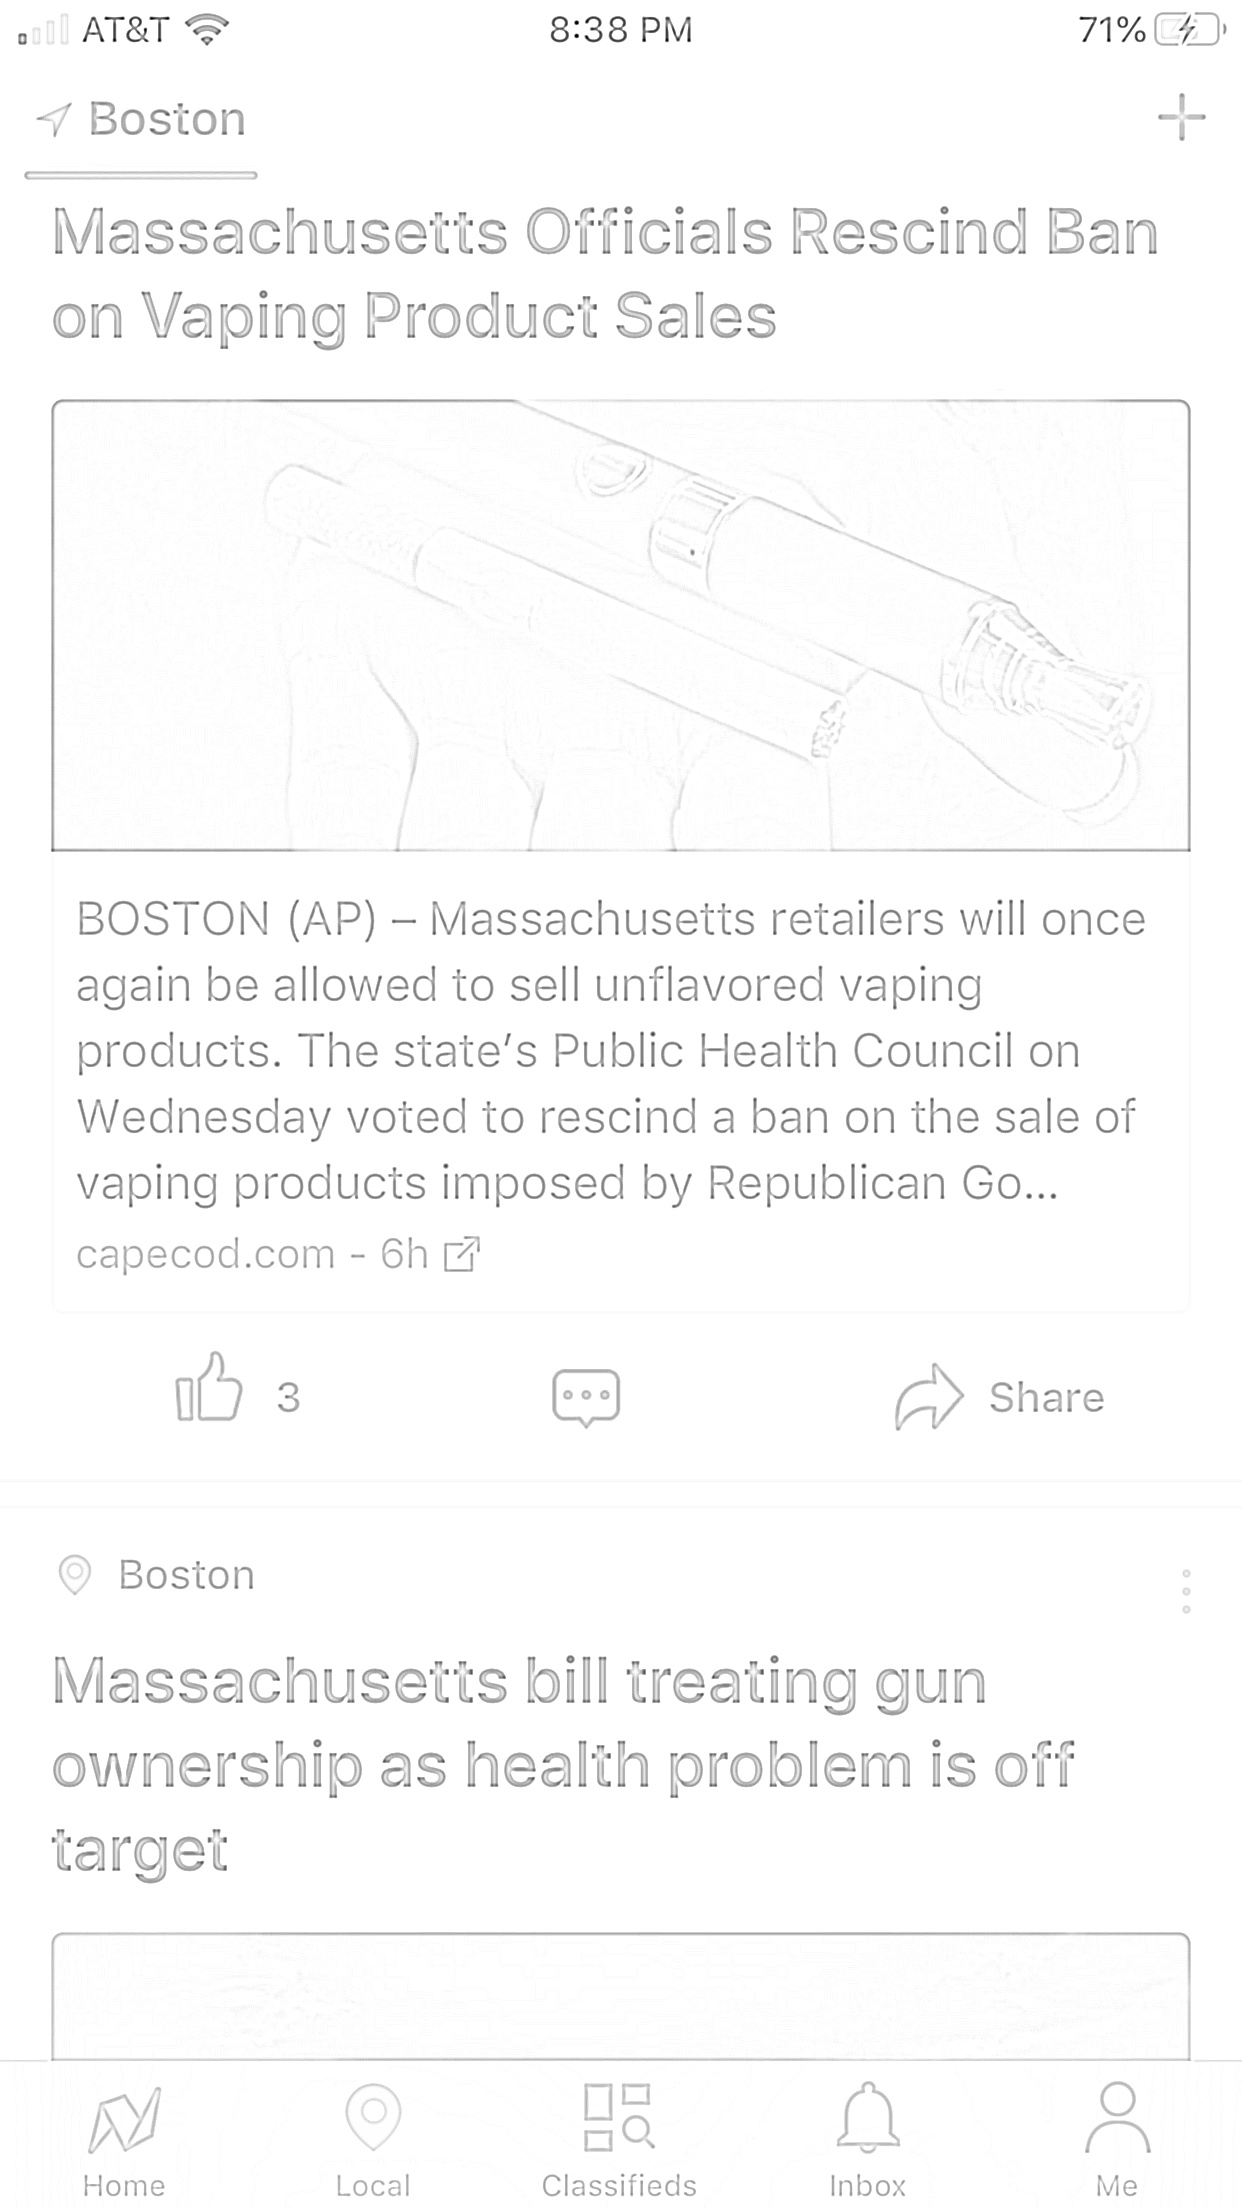 AT&T 8:38 PM 71%
Boston
Massachusetts Officials Rescind Ban
on Vaping Product Sales
BOSTON (AP) – Massachusetts retailers will once
again be allowed to sell unflavored vaping
products. The state's Public Health Council on
Wednesday voted to rescind a ban on the sale of
vaping products imposed by Republican Go...
capecod.com - 6h
3 Share
Boston
Massachusetts bill treating gun
ownership as health problem is off
target
Home Local Classifieds Inbox Me